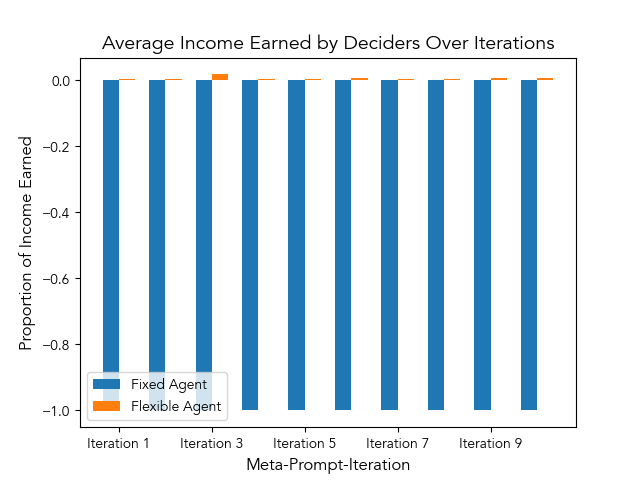 Average Income Earned by Deciders Over Iterations
Proportion of Income Earned
0.0
−0.2
−0.4
−0.6
−0.8
−1.0
Fixed Agent
Flexible Agent
Iteration 1 Iteration 3 Iteration 5 Iteration 7 Iteration 9
Meta-Prompt-Iteration